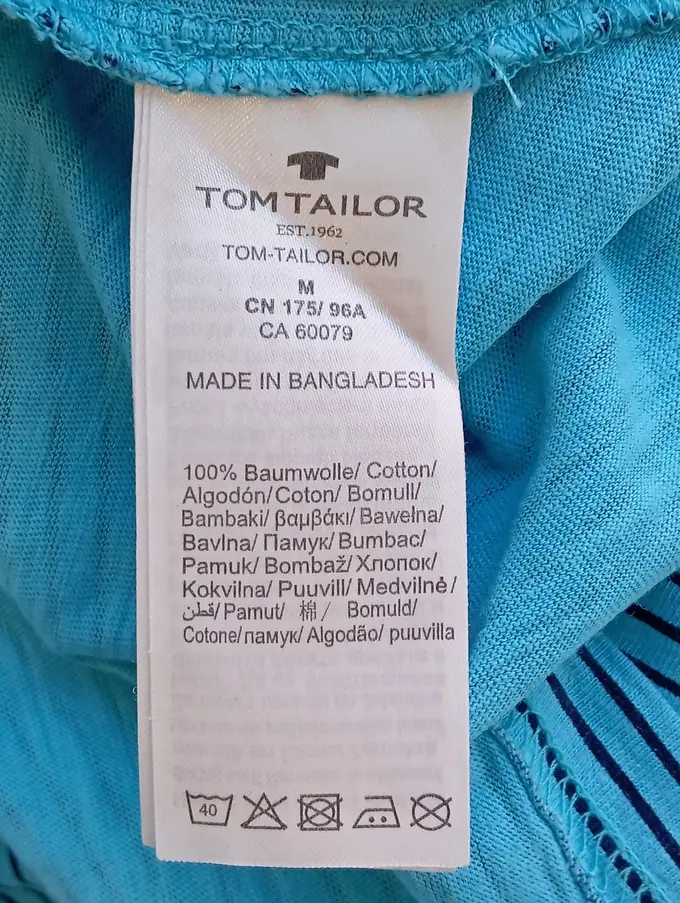 TOM TAILOR
EST.1962
TOM-TAILOR.COM
M
CN 175/ 96A
CA 60079
MADE IN BANGLADESH
100% Baumwolle/ Cotton/
Algodón/Coton/ Bomull/
Bambaki/ βαμβάκι/ Bawełna/
Bavlna/ Памук/ Bumbac/
Pamuk/ Bombaž/ Хлопок/
Kokvilna/ Puuvill/ Medvilnė/
قطن/Pamut/ 棉/ Bomuld/
Cotone/памук/ Algodão/ puuvilla
40